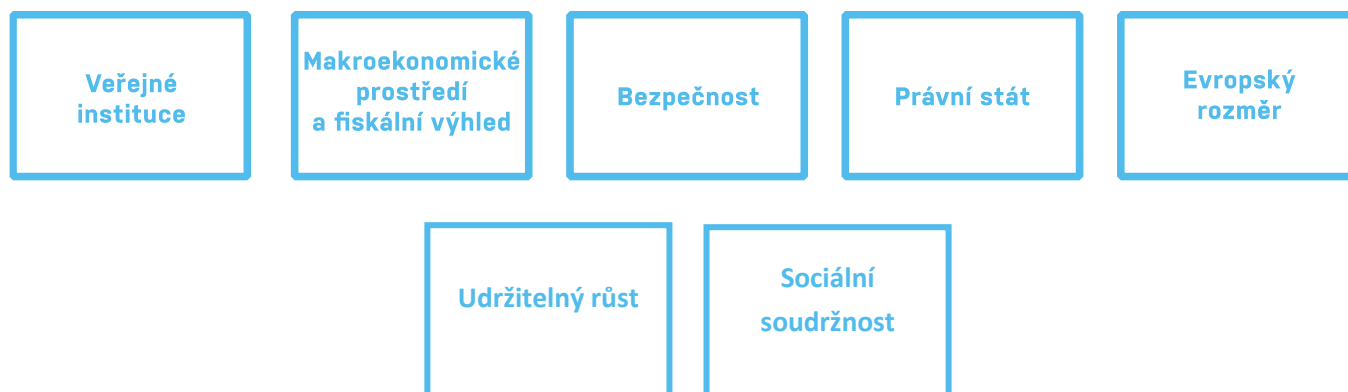 Veřejné
instituce
Makroekonomické
prostředí
a fiskální výhled
Bezpečnost
Právní stát
Evropský
rozměr
Udržitelný růst
Sociální
soudržnost